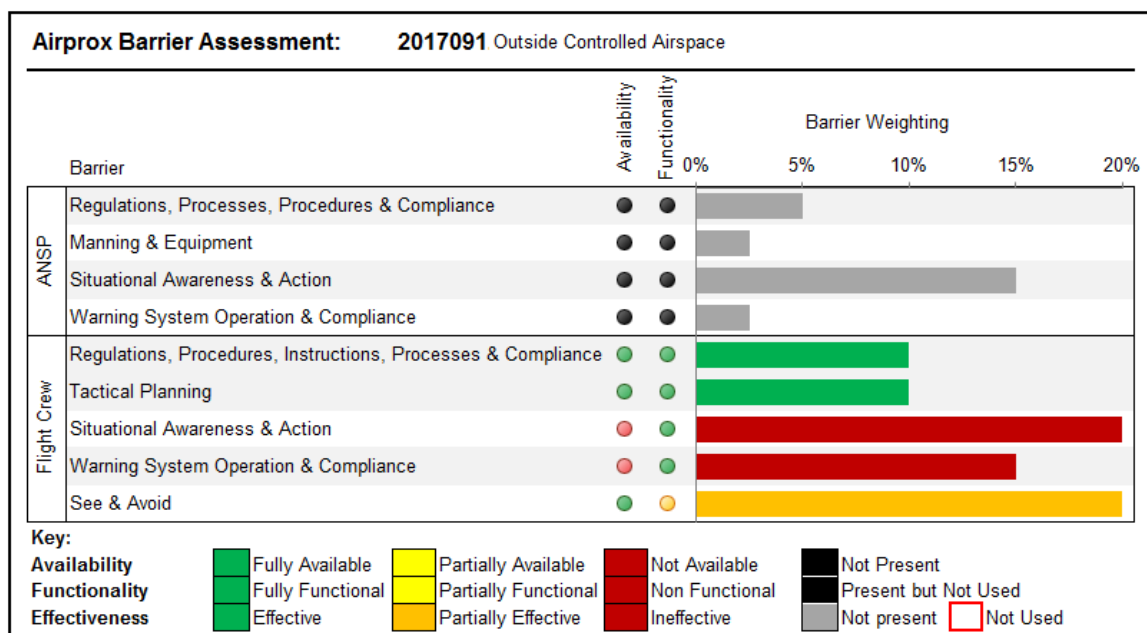 Airprox Barrier Assessment: 2017091 Outside Controlled Airspace
Availability
Functionality
Barrier Weighting
Barrier
0% 5% 10% 15% 20%
ANSP
Regulations, Processes, Procedures & Compliance
Manning & Equipment
Situational Awareness & Action
Warning System Operation & Compliance
Flight Crew
Regulations, Procedures, Instructions, Processes & Compliance
Tactical Planning
Situational Awareness & Action
Warning System Operation & Compliance
See & Avoid
Key:
Availability Fully Available Partially Available Not Available Not Present
Functionality Fully Functional Partially Functional Non Functional Present but Not Used
Effectiveness Effective Partially Effective Ineffective Not present Not Used